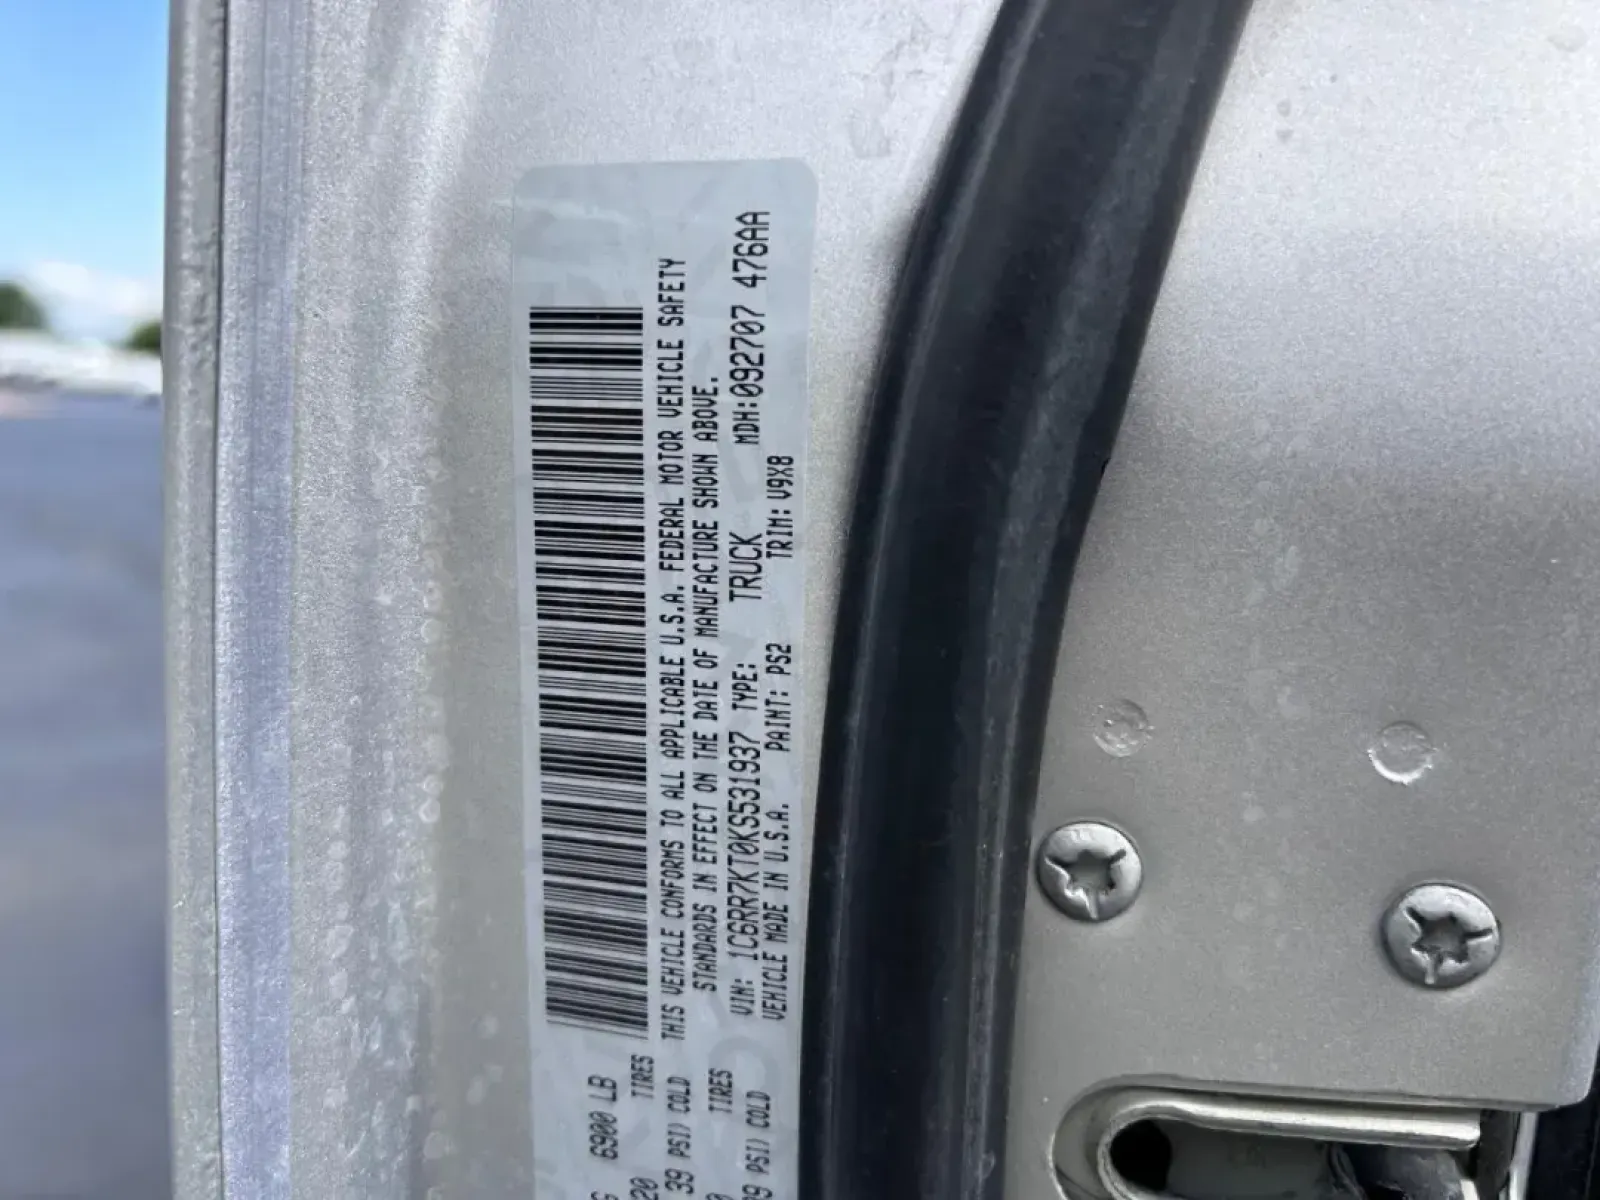 6900 LB
20 TIRES
39 PSI) COLD
TIRES
PSI) COLD
THIS VEHICLE CONFORMS TO ALL APPLICABLE U.S.A. FEDERAL MOTOR VEHICLE SAFETY
STANDARDS IN EFFECT ON THE DATE OF MANUFACTURE SHOWN ABOVE.
VIN: 1C6RR7KT0KS531937 TYPE: TRUCK MDH:092707 476AA
VEHICLE MADE IN U.S.A. PAINT: PS2 TRIM: V9X8